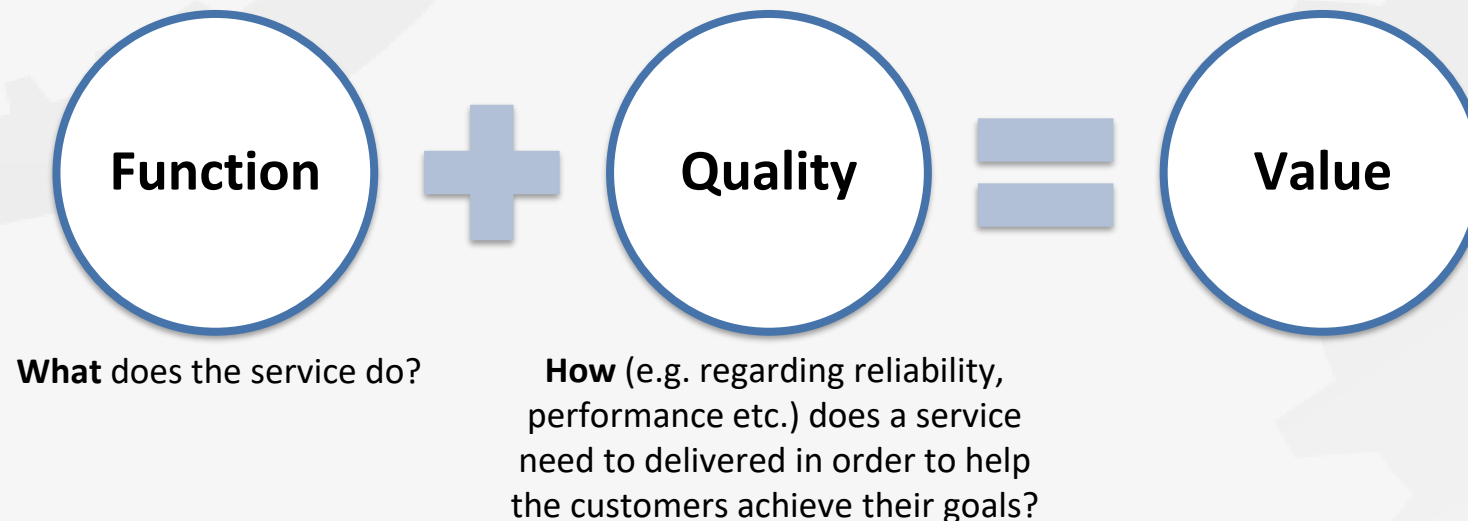 Function
Quality
Value
What does the service do?
How (e.g. regarding reliability,
performance etc.) does a service
need to delivered in order to help
the customers achieve their goals?